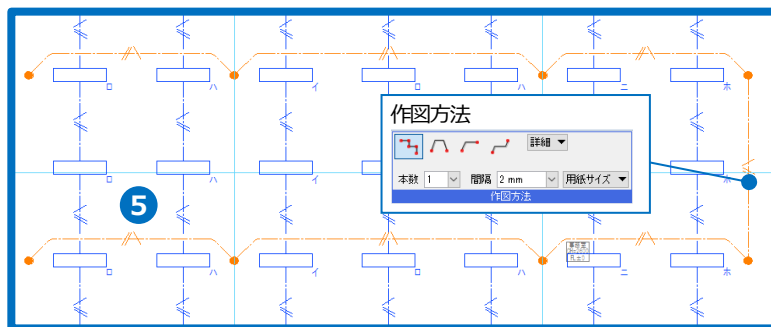 ロ ハ イ ロ ハ ニ ホ
作図方法
詳細
本数 1 間隔 2 mm 用紙サイズ
作図方法
ロ ハ ハ ホ
5
ロ ハ イ ロ ハ ニ ホ